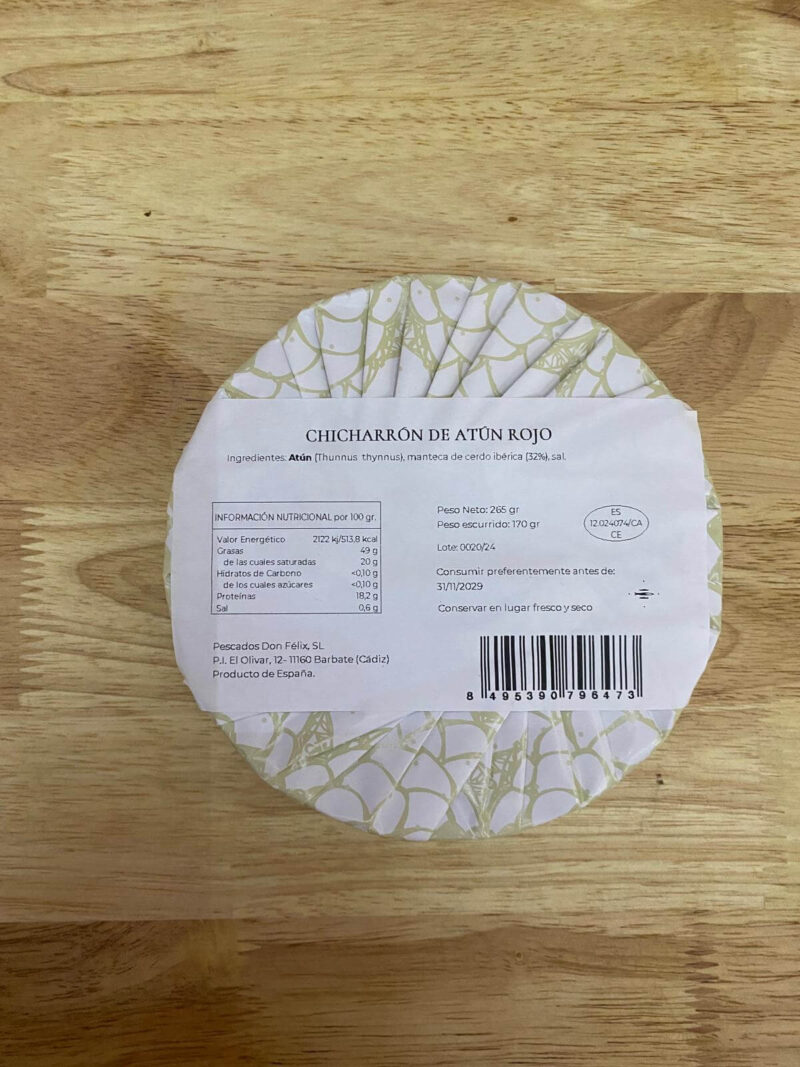 CHICHARRÓN DE ATÚN ROJO
Ingredientes: Atún (Thunnus thynnus), manteca de cerdo ibérica (32%), sal.
INFORMACIÓN NUTRICIONAL por 100 gr.
Valor Energético 2122 kj/513,8 kcal
Grasas 49 g
de las cuales saturadas 20 g
Hidratos de Carbono <0,10 g
de los cuales azúcares <0,10 g
Proteínas 18,2 g
Sal 0,6 g
Peso Neto: 265 gr
Peso escurrido: 170 gr
ES
12.024074/CA
CE
Lote: 0020/24
Consumir preferentemente antes de:
31/11/2029
Conservar en lugar fresco y seco
Pescados Don Félix, SL
P.I. El Olivar, 12- 11160 Barbate (Cádiz)
Producto de España.
8 495390 796473